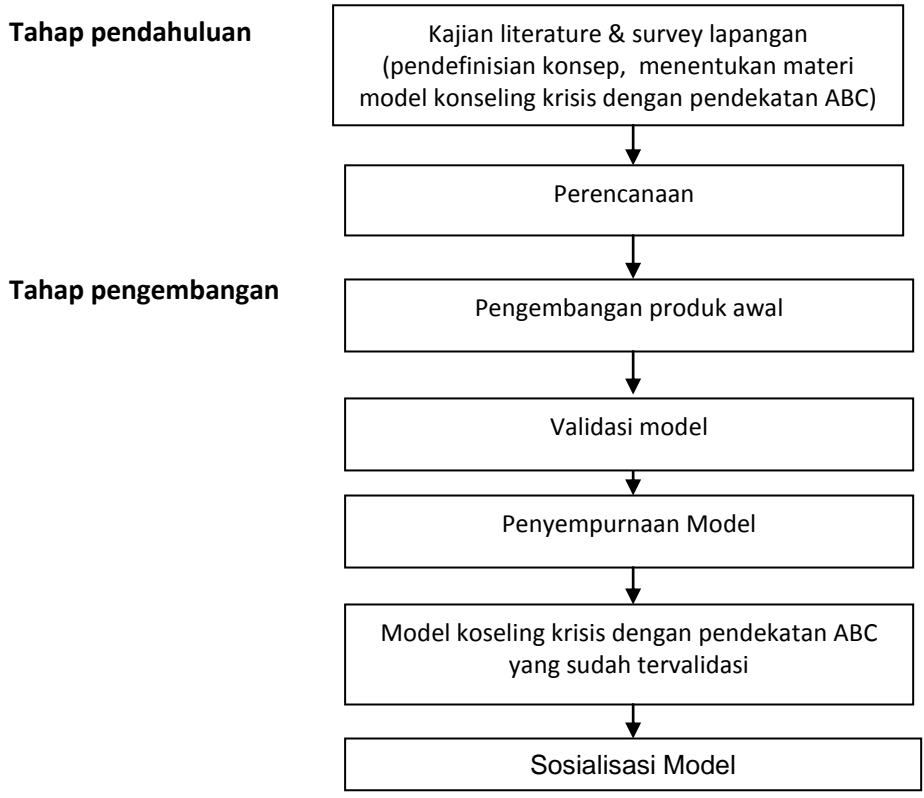 Tahap pendahuluan
Kajian literature & survey lapangan
(pendefinisian konsep, menentukan materi
model konseling krisis dengan pendekatan ABC)
Perencanaan
Tahap pengembangan
Pengembangan produk awal
Validasi model
Penyempurnaan Model
Model koseling krisis dengan pendekatan ABC
yang sudah tervalidasi
Sosialisasi Model